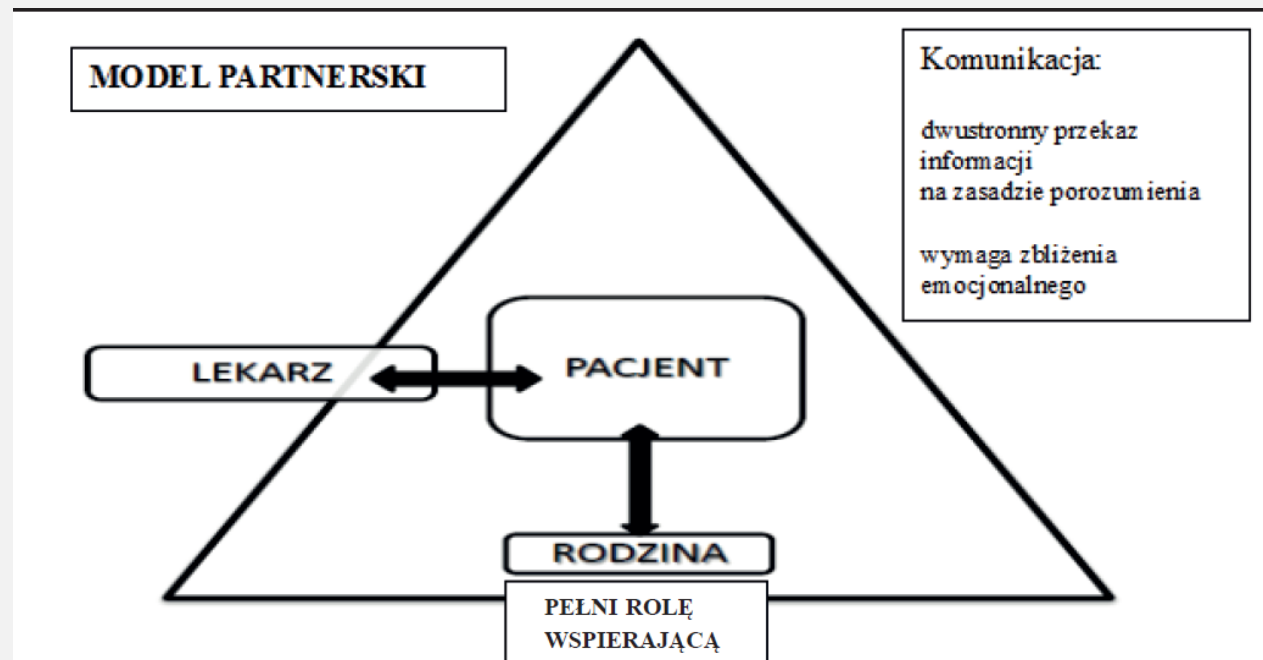 MODEL PARTNERSKI
Komunikacja:
dwustronny przekaz
informacji
na zasadzie porozumienia
wymaga zbliżenia
emocjonalnego
LEKARZ
PACJENT
RODZINA
PEŁNI ROLĘ
WSPIERAJĄCĄ